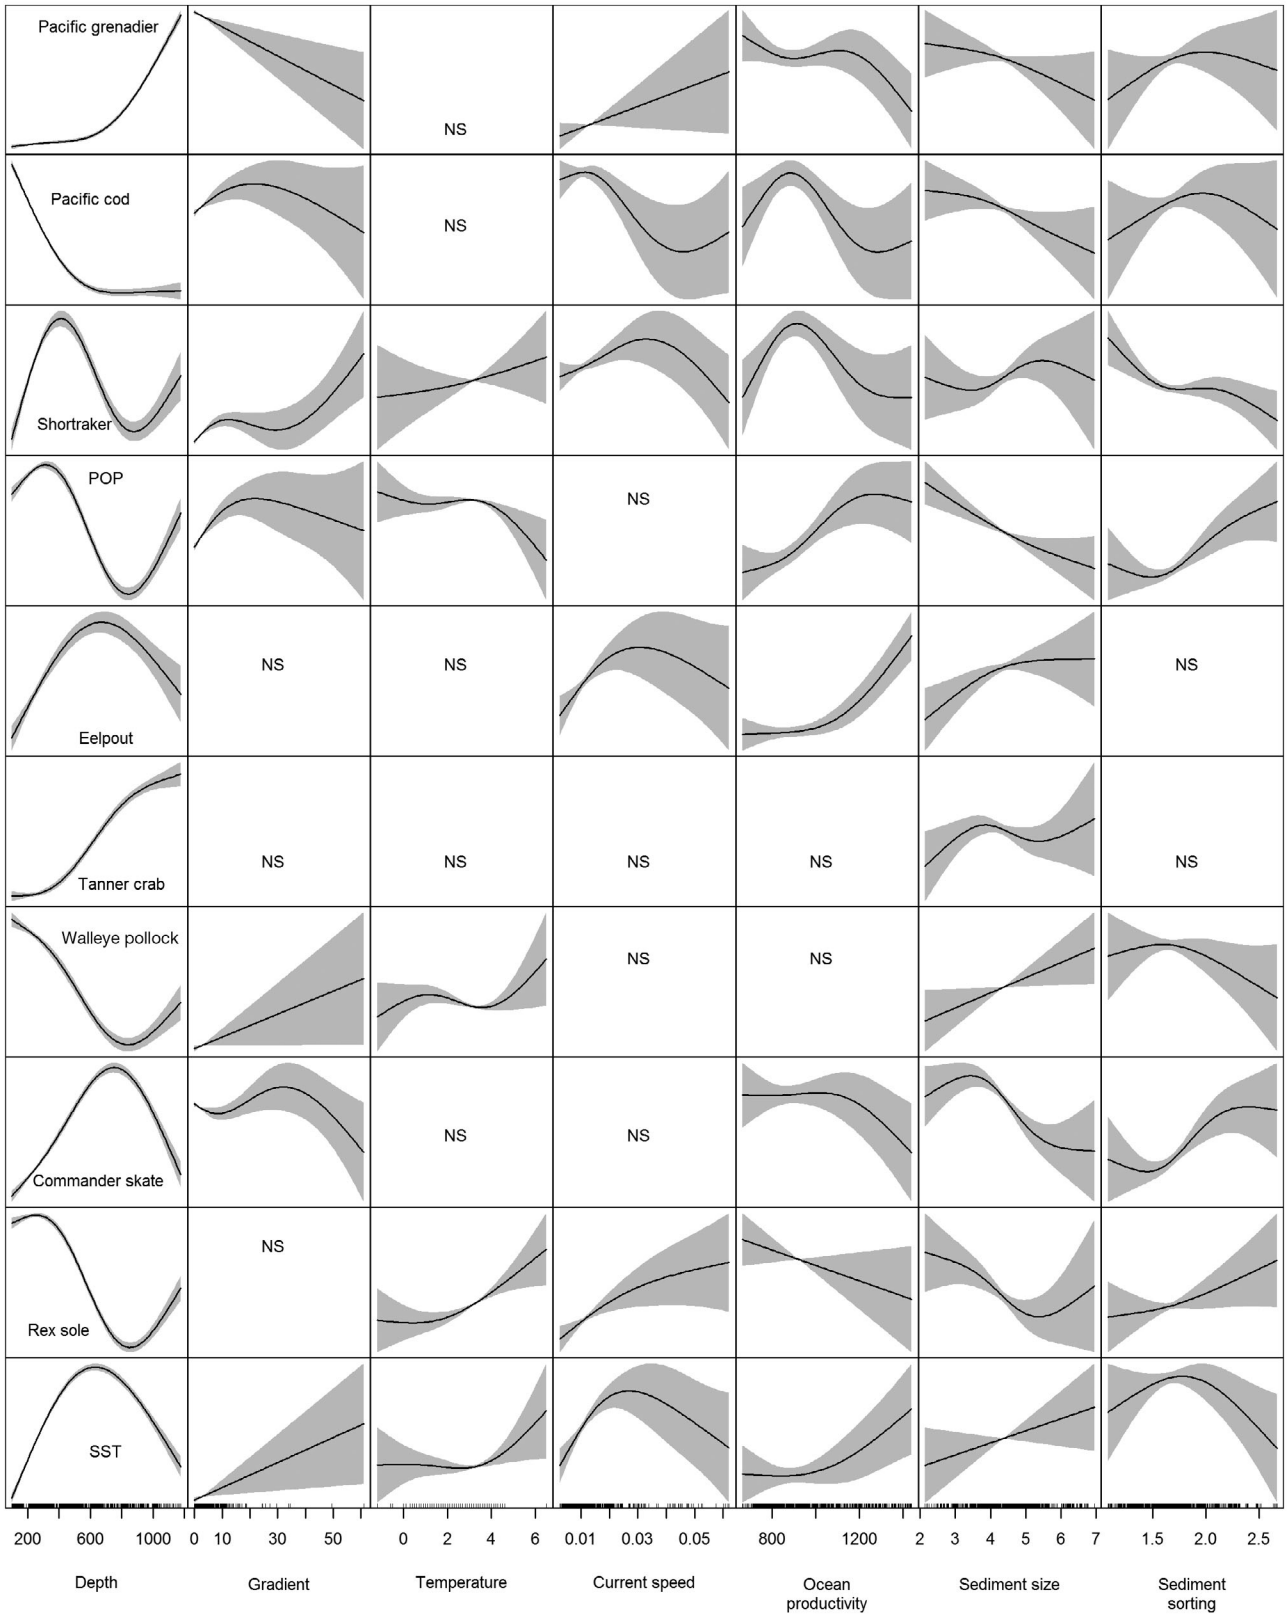 Pacific grenadier
NS
Pacific cod
NS
Shortraker
POP
NS
Eelpout
NS
NS
NS
Tanner crab
NS
NS
NS
NS
NS
Walleye pollock
NS
NS
Commander skate
NS
NS
Rex sole
NS
SST
200 600 1000 0 10 30 50 0 2 4 6 0.01 0.03 0.05 800 1200 2 3 4 5 6 7 1.5 2.0 2.5
Depth Gradient Temperature Current speed Ocean productivity Sediment size Sediment sorting